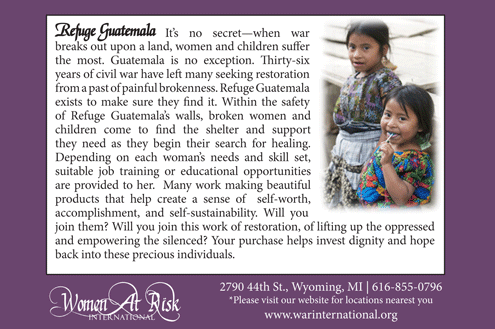 Refuge Guatemala It's no secret—when war
breaks out upon a land, women and children suffer
the most. Guatemala is no exception. Thirty-six
years of civil war have left many seeking restoration
from a past of painful brokenness. Refuge Guatemala
exists to make sure they find it. Within the safety
of Refuge Guatemala's walls, broken women and
children come to find the shelter and support
they need as they begin their search for healing.
Depending on each woman's needs and skill set,
suitable job training or educational opportunities
are provided to her. Many work making beautiful
products that help create a sense of self-worth,
accomplishment, and self-sustainability. Will you
join them? Will you join this work of restoration, of lifting up the oppressed
and empowering the silenced? Your purchase helps invest dignity and hope
back into these precious individuals.
Women At Risk
INTERNATIONAL
2790 44th St., Wyoming, MI | 616-855-0796
*Please visit our website for locations nearest you
www.warinternational.org